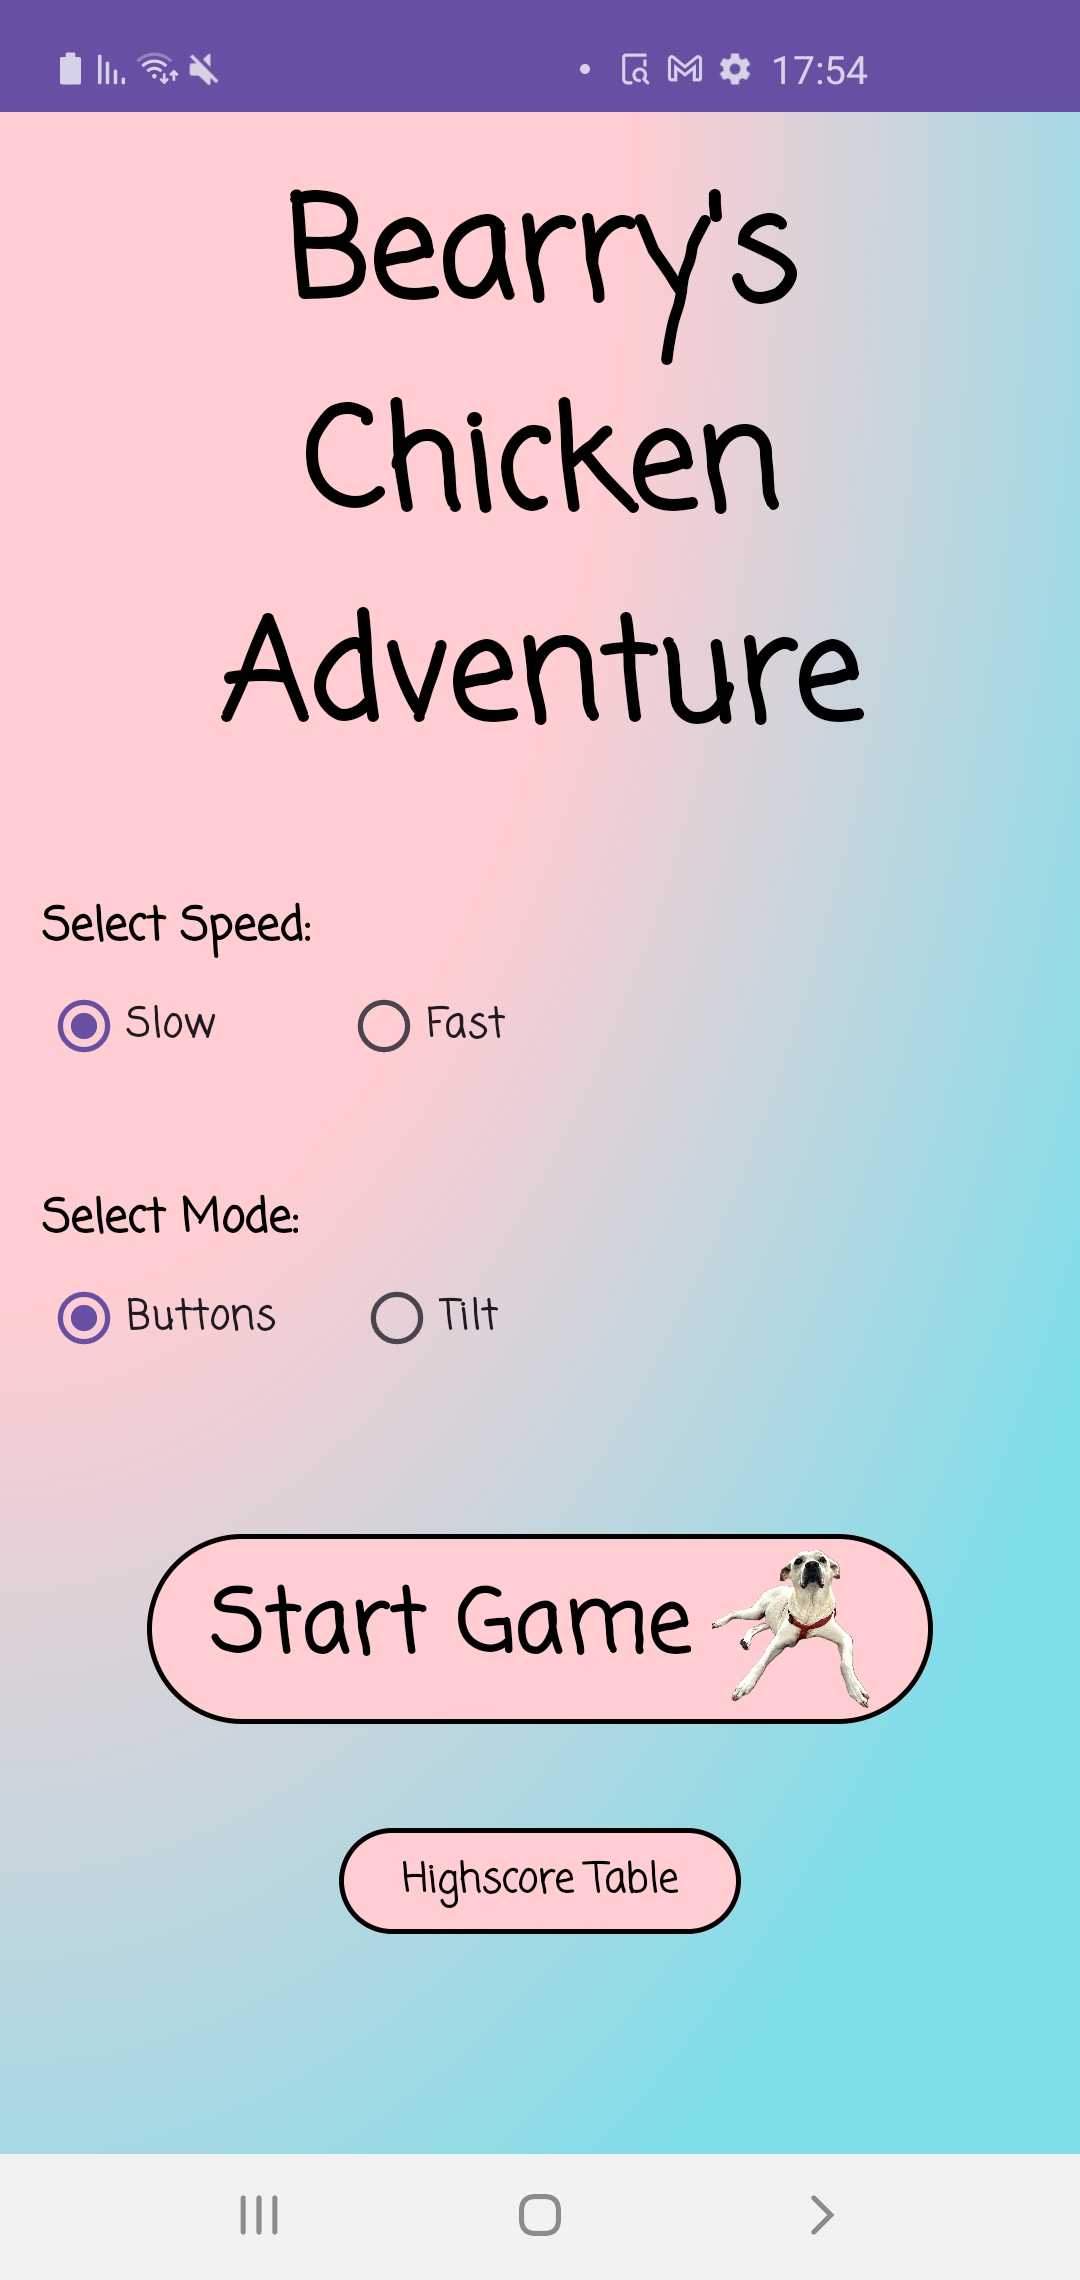 17:54
Bearry's
Chicken
Adventure
Select Speed:
Slow Fast
Select Mode:
Buttons Tilt
Start Game
Highscore Table